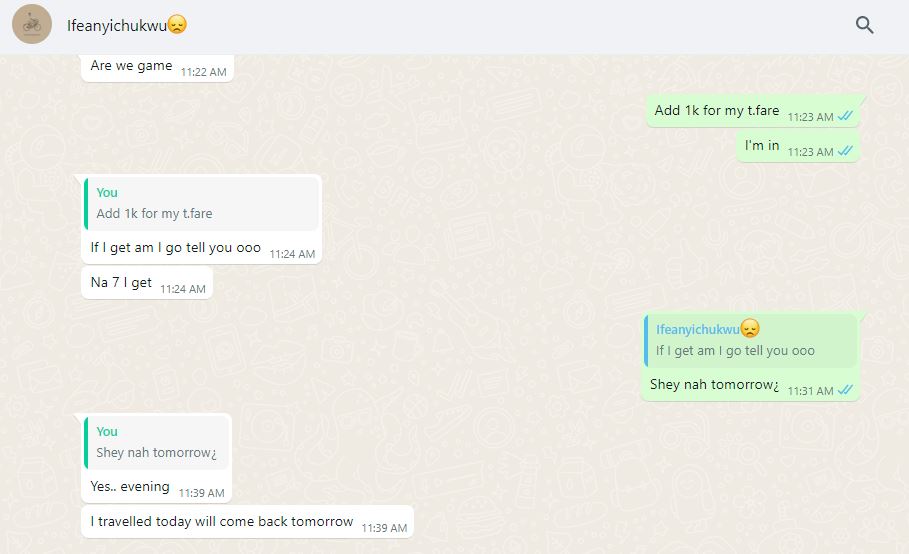 Ifeanyichukwu😞
Are we game 11:22 AM
Add 1k for my t.fare 11:23 AM
I'm in 11:23 AM
You
Add 1k for my t.fare
If I get am I go tell you ooo 11:24 AM
Na 7 I get 11:24 AM
Ifeanyichukwu😞
If I get am I go tell you ooo
Shey nah tomorrow¿ 11:31 AM
You
Shey nah tomorrow¿
Yes.. evening 11:39 AM
I travelled today will come back tomorrow 11:39 AM